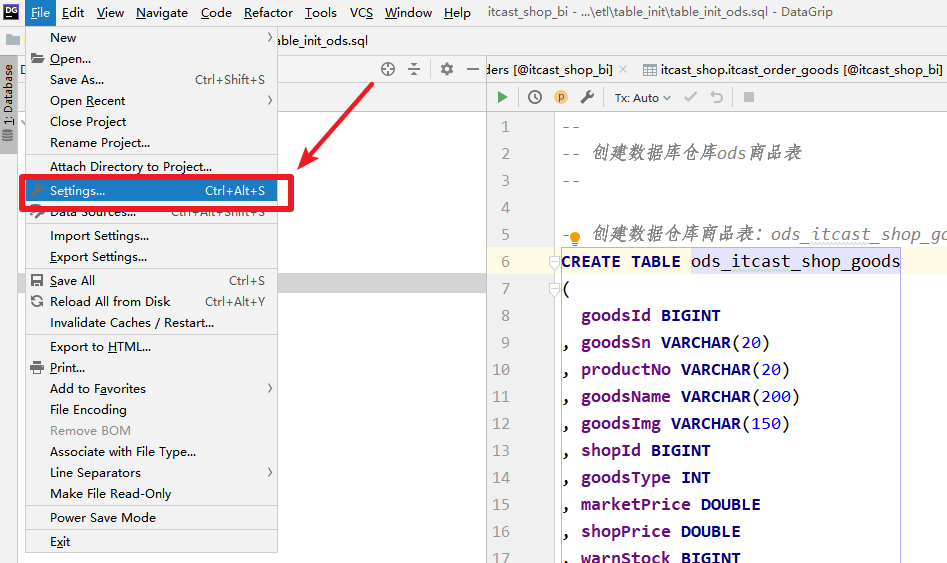 DG File Edit View Navigate Code Refactor Tools VCS Window Help itcast_shop_bi - ...\etl\table_init\table_init_ods.sql - DataGrip
able_init_ods.sql
ders [@itcast_shop_bi] itcast_shop.itcast_order_goods [@itcast_shop_bi]
1: Database
New
Open...
Save As... Ctrl+Shift+S
Open Recent
Close Project
Rename Project...
Attach Directory to Project...
Settings... Ctrl+Alt+S
Data Sources... Ctrl+Alt+Shift+S
Import Settings...
Export Settings...
Save All Ctrl+S
Reload All from Disk Ctrl+Alt+Y
Invalidate Caches / Restart...
Export to HTML...
Print...
Add to Favorites
File Encoding
Remove BOM
Associate with File Type...
Line Separators
Make File Read-Only
Power Save Mode
Exit
p Tx: Auto
1 --
2 -- 创建数据库仓库ods商品表
3 --
4
5 - 创建数据仓库商品表：ods_itcast_shop_go
6 CREATE TABLE ods_itcast_shop_goods
7 (
8 goodsId BIGINT
9 , goodsSn VARCHAR(20)
10 , productNo VARCHAR(20)
11 , goodsName VARCHAR(200)
12 , goodsImg VARCHAR(150)
13 , shopId BIGINT
14 , goodsType INT
15 , marketPrice DOUBLE
16 , shopPrice DOUBLE
17 , warnStock BIGINT